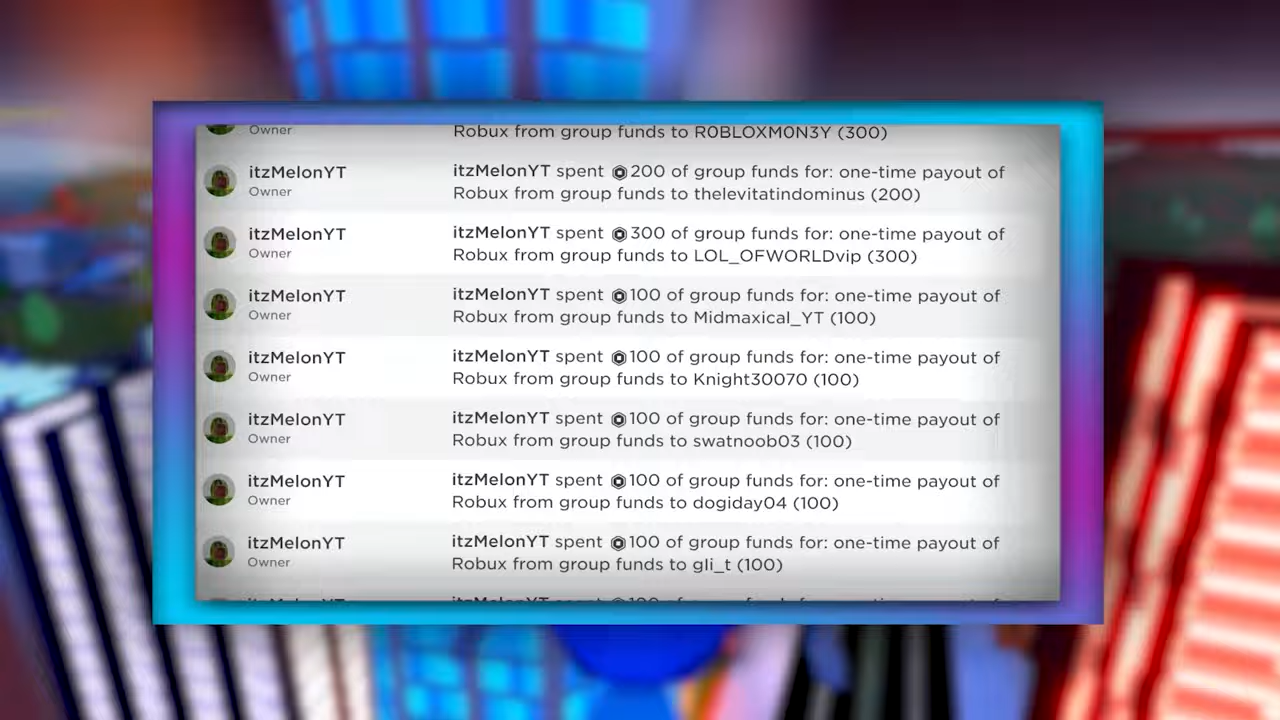 Owner
Robux from group funds to R0BLOXM0N3Y (300)
itzMelonYT
Owner
itzMelonYT spent 200 of group funds for: one-time payout of
Robux from group funds to thelevitatindominus (200)
itzMelonYT
Owner
itzMelonYT spent 300 of group funds for: one-time payout of
Robux from group funds to LOL_OFWORLDvip (300)
itzMelonYT
Owner
itzMelonYT spent 100 of group funds for: one-time payout of
Robux from group funds to Midmaxical_YT (100)
itzMelonYT
Owner
itzMelonYT spent 100 of group funds for: one-time payout of
Robux from group funds to Knight30070 (100)
itzMelonYT
Owner
itzMelonYT spent 100 of group funds for: one-time payout of
Robux from group funds to swatnoob03 (100)
itzMelonYT
Owner
itzMelonYT spent 100 of group funds for: one-time payout of
Robux from group funds to dogiday04 (100)
itzMelonYT
Owner
itzMelonYT spent 100 of group funds for: one-time payout of
Robux from group funds to gli_t (100)